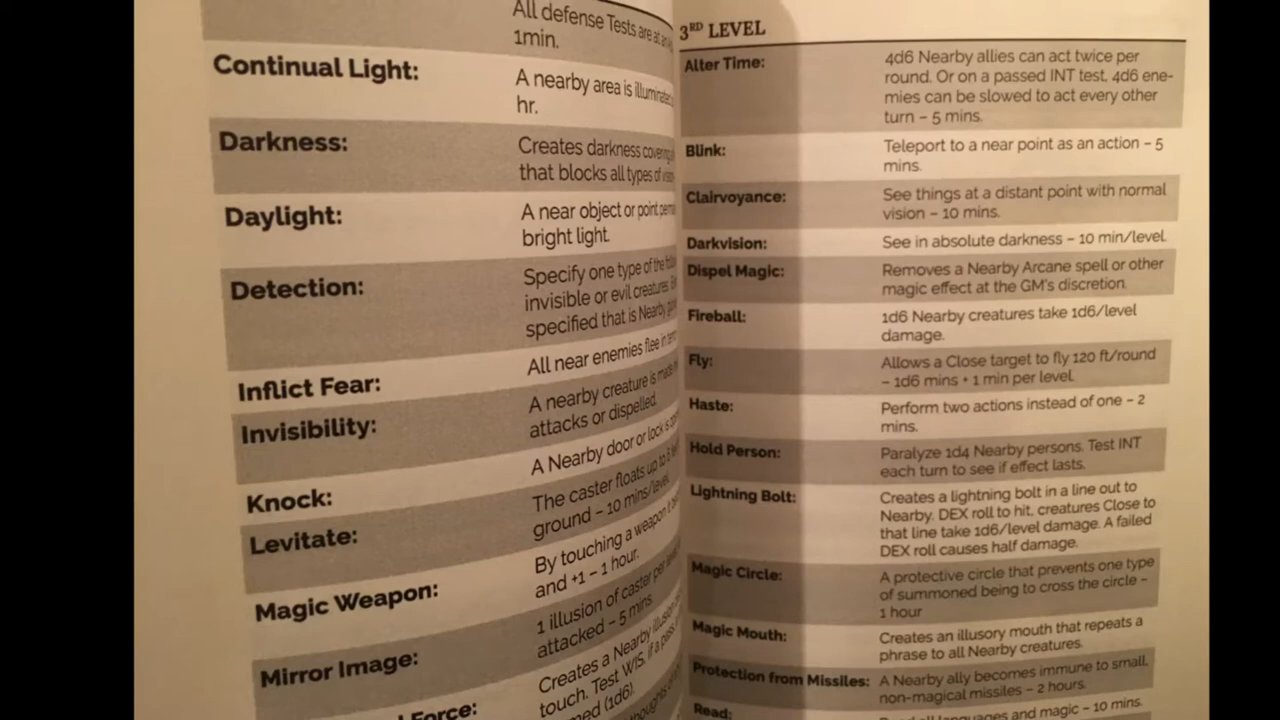 All defense Tests are at
1min.
Continual Light:
A nearby area is illuminated
hr.
Darkness:
Creates darkness covering
that blocks all types of
Daylight:
A near object or point
bright light.
Detection:
Specify one type of the
invisible or evil creatures.
specified that is Nearby
All near enemies flee in
Inflict Fear:
A nearby creature is made
Invisibility:
attacks or dispelled.
A Nearby door or lock is
Knock:
The caster floats up to 6
Levitate:
ground – 10 mins/level.
By touching a weapon it
Magic Weapon:
and +1 – 1 hour.
1 illusion of caster per
Mirror Image:
attacked – 5 mins
Creates a Nearby illusion
touch. Test WIS, if a pass,
Force:
(1d6).
thoughts of
3RD LEVEL
Alter Time:
4d6 Nearby allies can act twice per
round. Or on a passed INT test, 4d6 ene-
mies can be slowed to act every other
turn – 5 mins.
Blink:
Teleport to a near point as an action – 5
mins.
Clairvoyance:
See things at a distant point with normal
vision – 10 mins.
Darkvision:
See in absolute darkness – 10 min/level.
Dispel Magic:
Removes a Nearby Arcane spell or other
magic effect at the GM's discretion.
Fireball:
1d6 Nearby creatures take 1d6/level
damage.
Fly:
Allows a Close target to fly 120 ft/round
– 1d6 mins + 1 min per level.
Haste:
Perform two actions instead of one – 2
mins.
Hold Person:
Paralyze 1d4 Nearby persons. Test INT
each turn to see if effect lasts.
Lightning Bolt:
Creates a lightning bolt in a line out to
Nearby. DEX roll to hit, creatures Close to
that line take 1d6/level damage. A failed
DEX roll causes half damage.
Magic Circle:
A protective circle that prevents one type
of summoned being to cross the circle –
1 hour
Magic Mouth:
Creates an illusory mouth that repeats a
phrase to all Nearby creatures.
Protection from Missiles:
A Nearby ally becomes immune to small,
non-magical missiles – 2 hours.
Read:
all languages and magic – 10 mins.